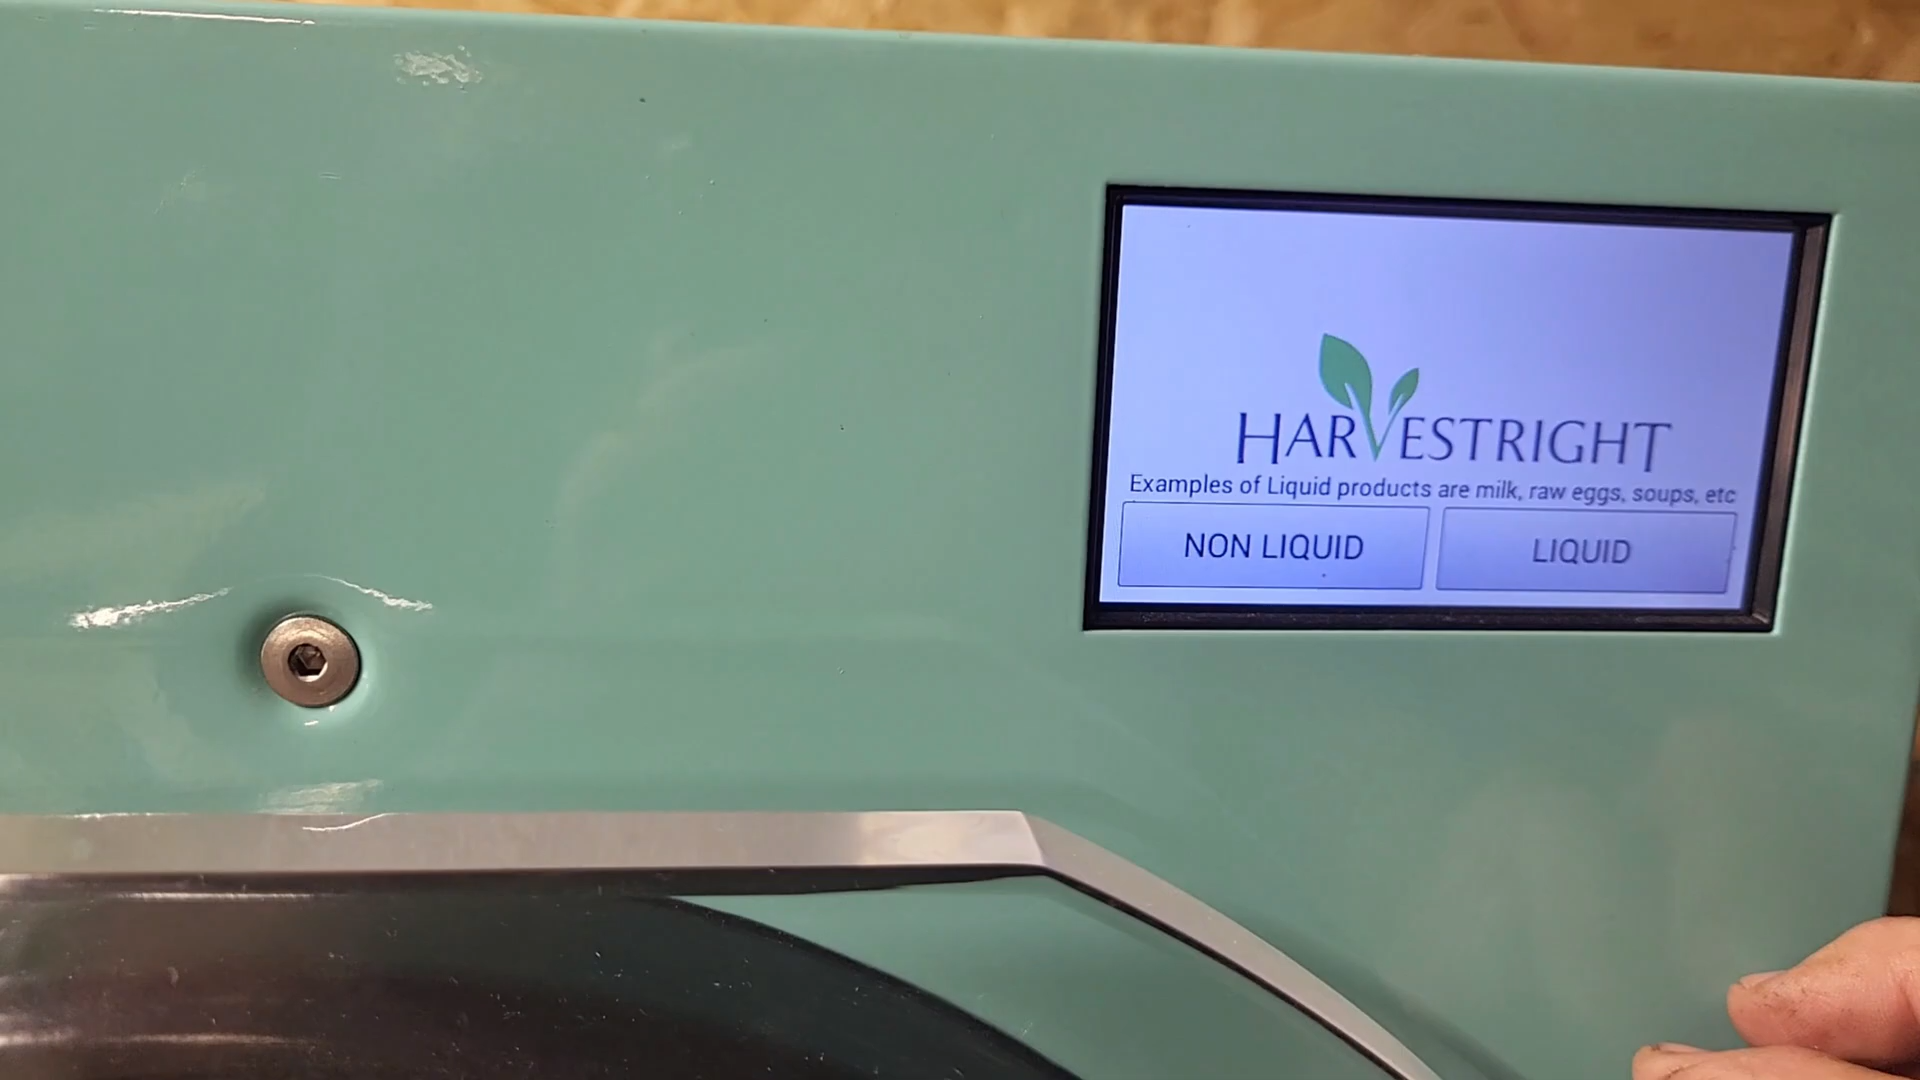 HARVESTRIGHT
Examples of Liquid products are milk, raw eggs, soups, etc
NON LIQUID
LIQUID